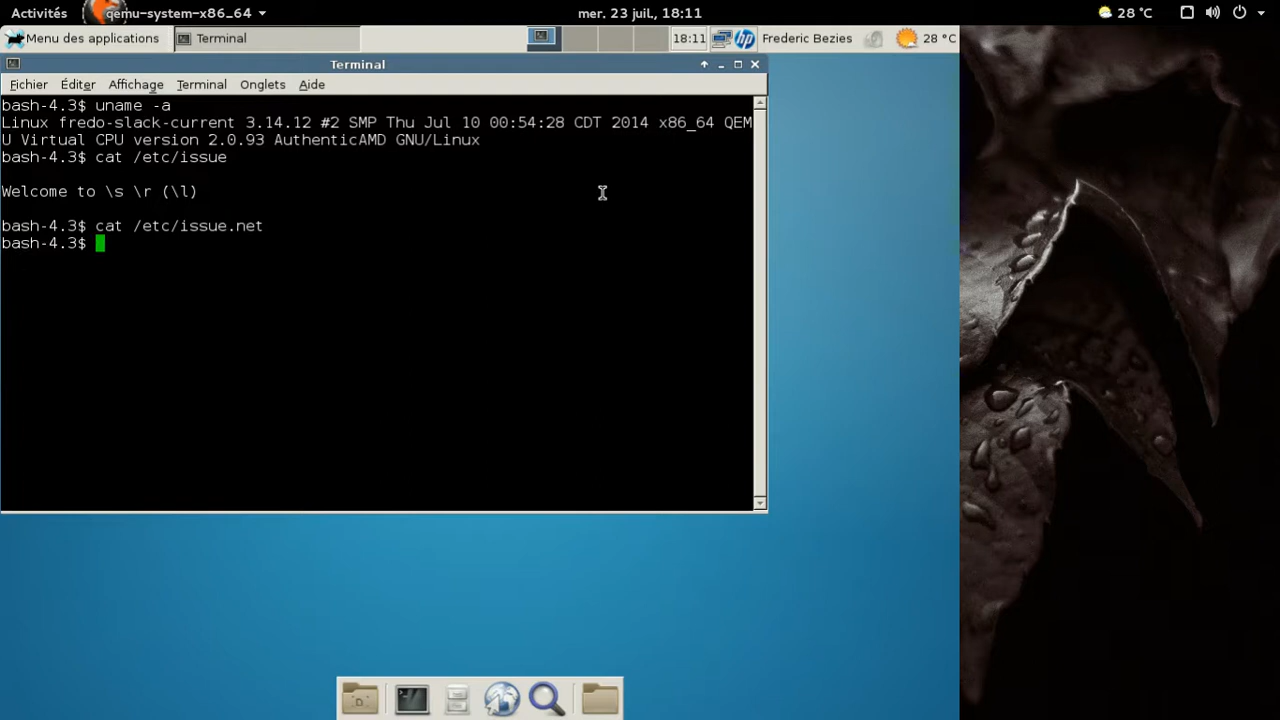 Activités qemu-system-x86_64 mer. 23 juil, 18:11 28 °C
Menu des applications Terminal 18:11 hp Frederic Bezies 28 °C
Terminal
Fichier Éditer Affichage Terminal Onglets Aide
bash-4.3$ uname -a
Linux fredo-slack-current 3.14.12 #2 SMP Thu Jul 10 00:54:28 CDT 2014 x86_64 QEM
U Virtual CPU version 2.0.93 AuthenticAMD GNU/Linux
bash-4.3$ cat /etc/issue
Welcome to \s \r (\l)
bash-4.3$ cat /etc/issue.net
bash-4.3$